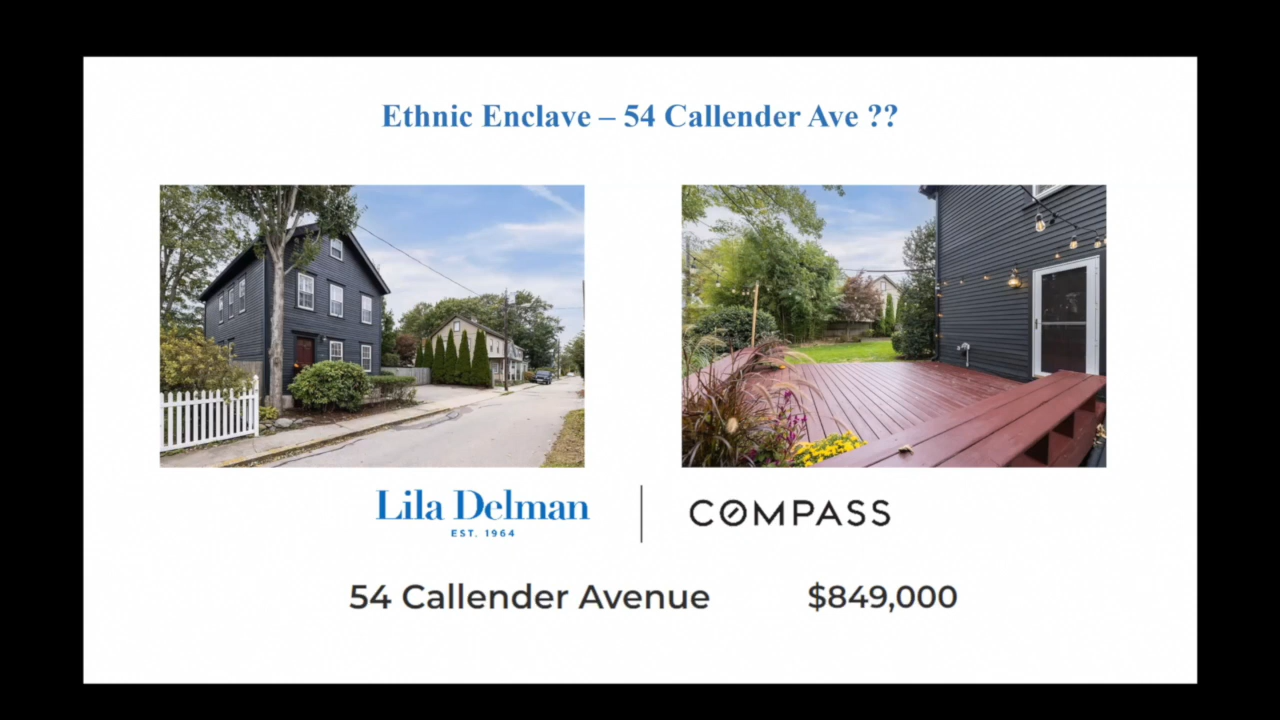 Ethnic Enclave – 54 Callender Ave ??
Lila Delman
EST. 1964
COMPASS
54 Callender Avenue $849,000